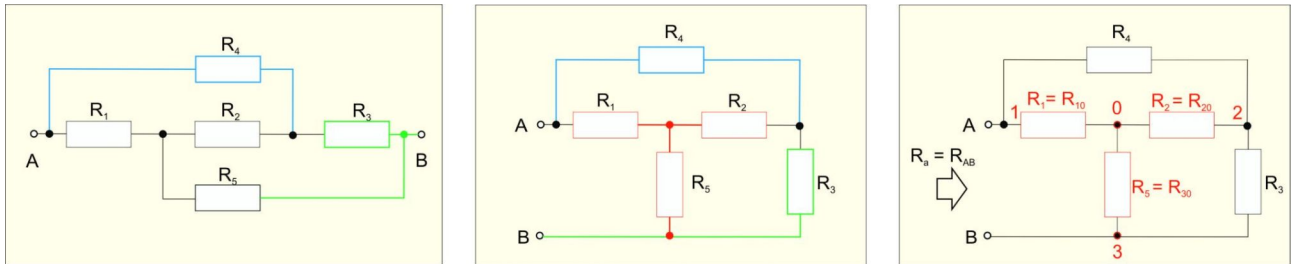 R₄
R₁ R₂ R₃
A B
R₅
R₄
R₁ R₂
A
R₅ R₃
B
R₄
1 R₁ = R₁₀ 0 R₂ = R₂₀ 2
A
Rₐ = R_AB
R₅ = R₃₀ R₃
B
3